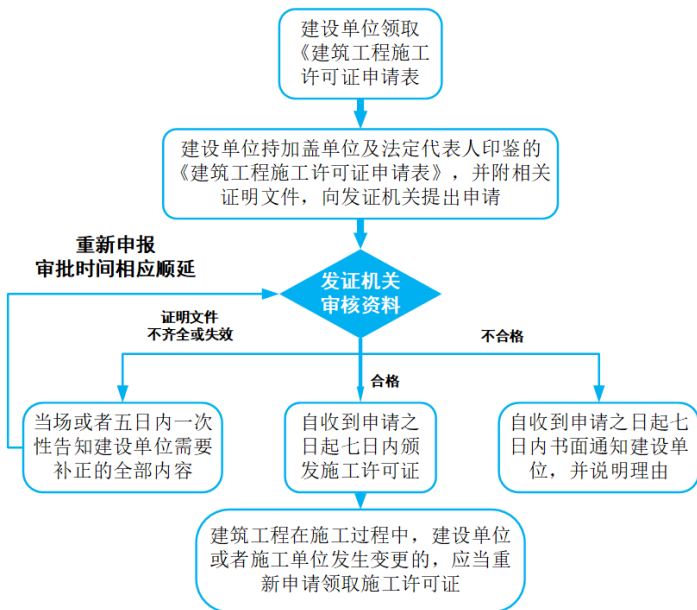 建设单位领取
《建筑工程施工
许可证申请表
建设单位持加盖单位及法定代表人印鉴的
《建筑工程施工许可证申请表》，并附相关
证明文件，向发证机关提出申请
重新申报
审批时间相应顺延
发证机关
审核资料
证明文件
不齐全或失效
合格
不合格
当场或者五日内一次
性告知建设单位需要
补正的全部内容
自收到申请之
日起七日内颁
发施工许可证
自收到申请之日起七
日内书面通知建设单
位，并说明理由
建筑工程在施工过程中，建设单位
或者施工单位发生变更的，应当重
新申请领取施工许可证